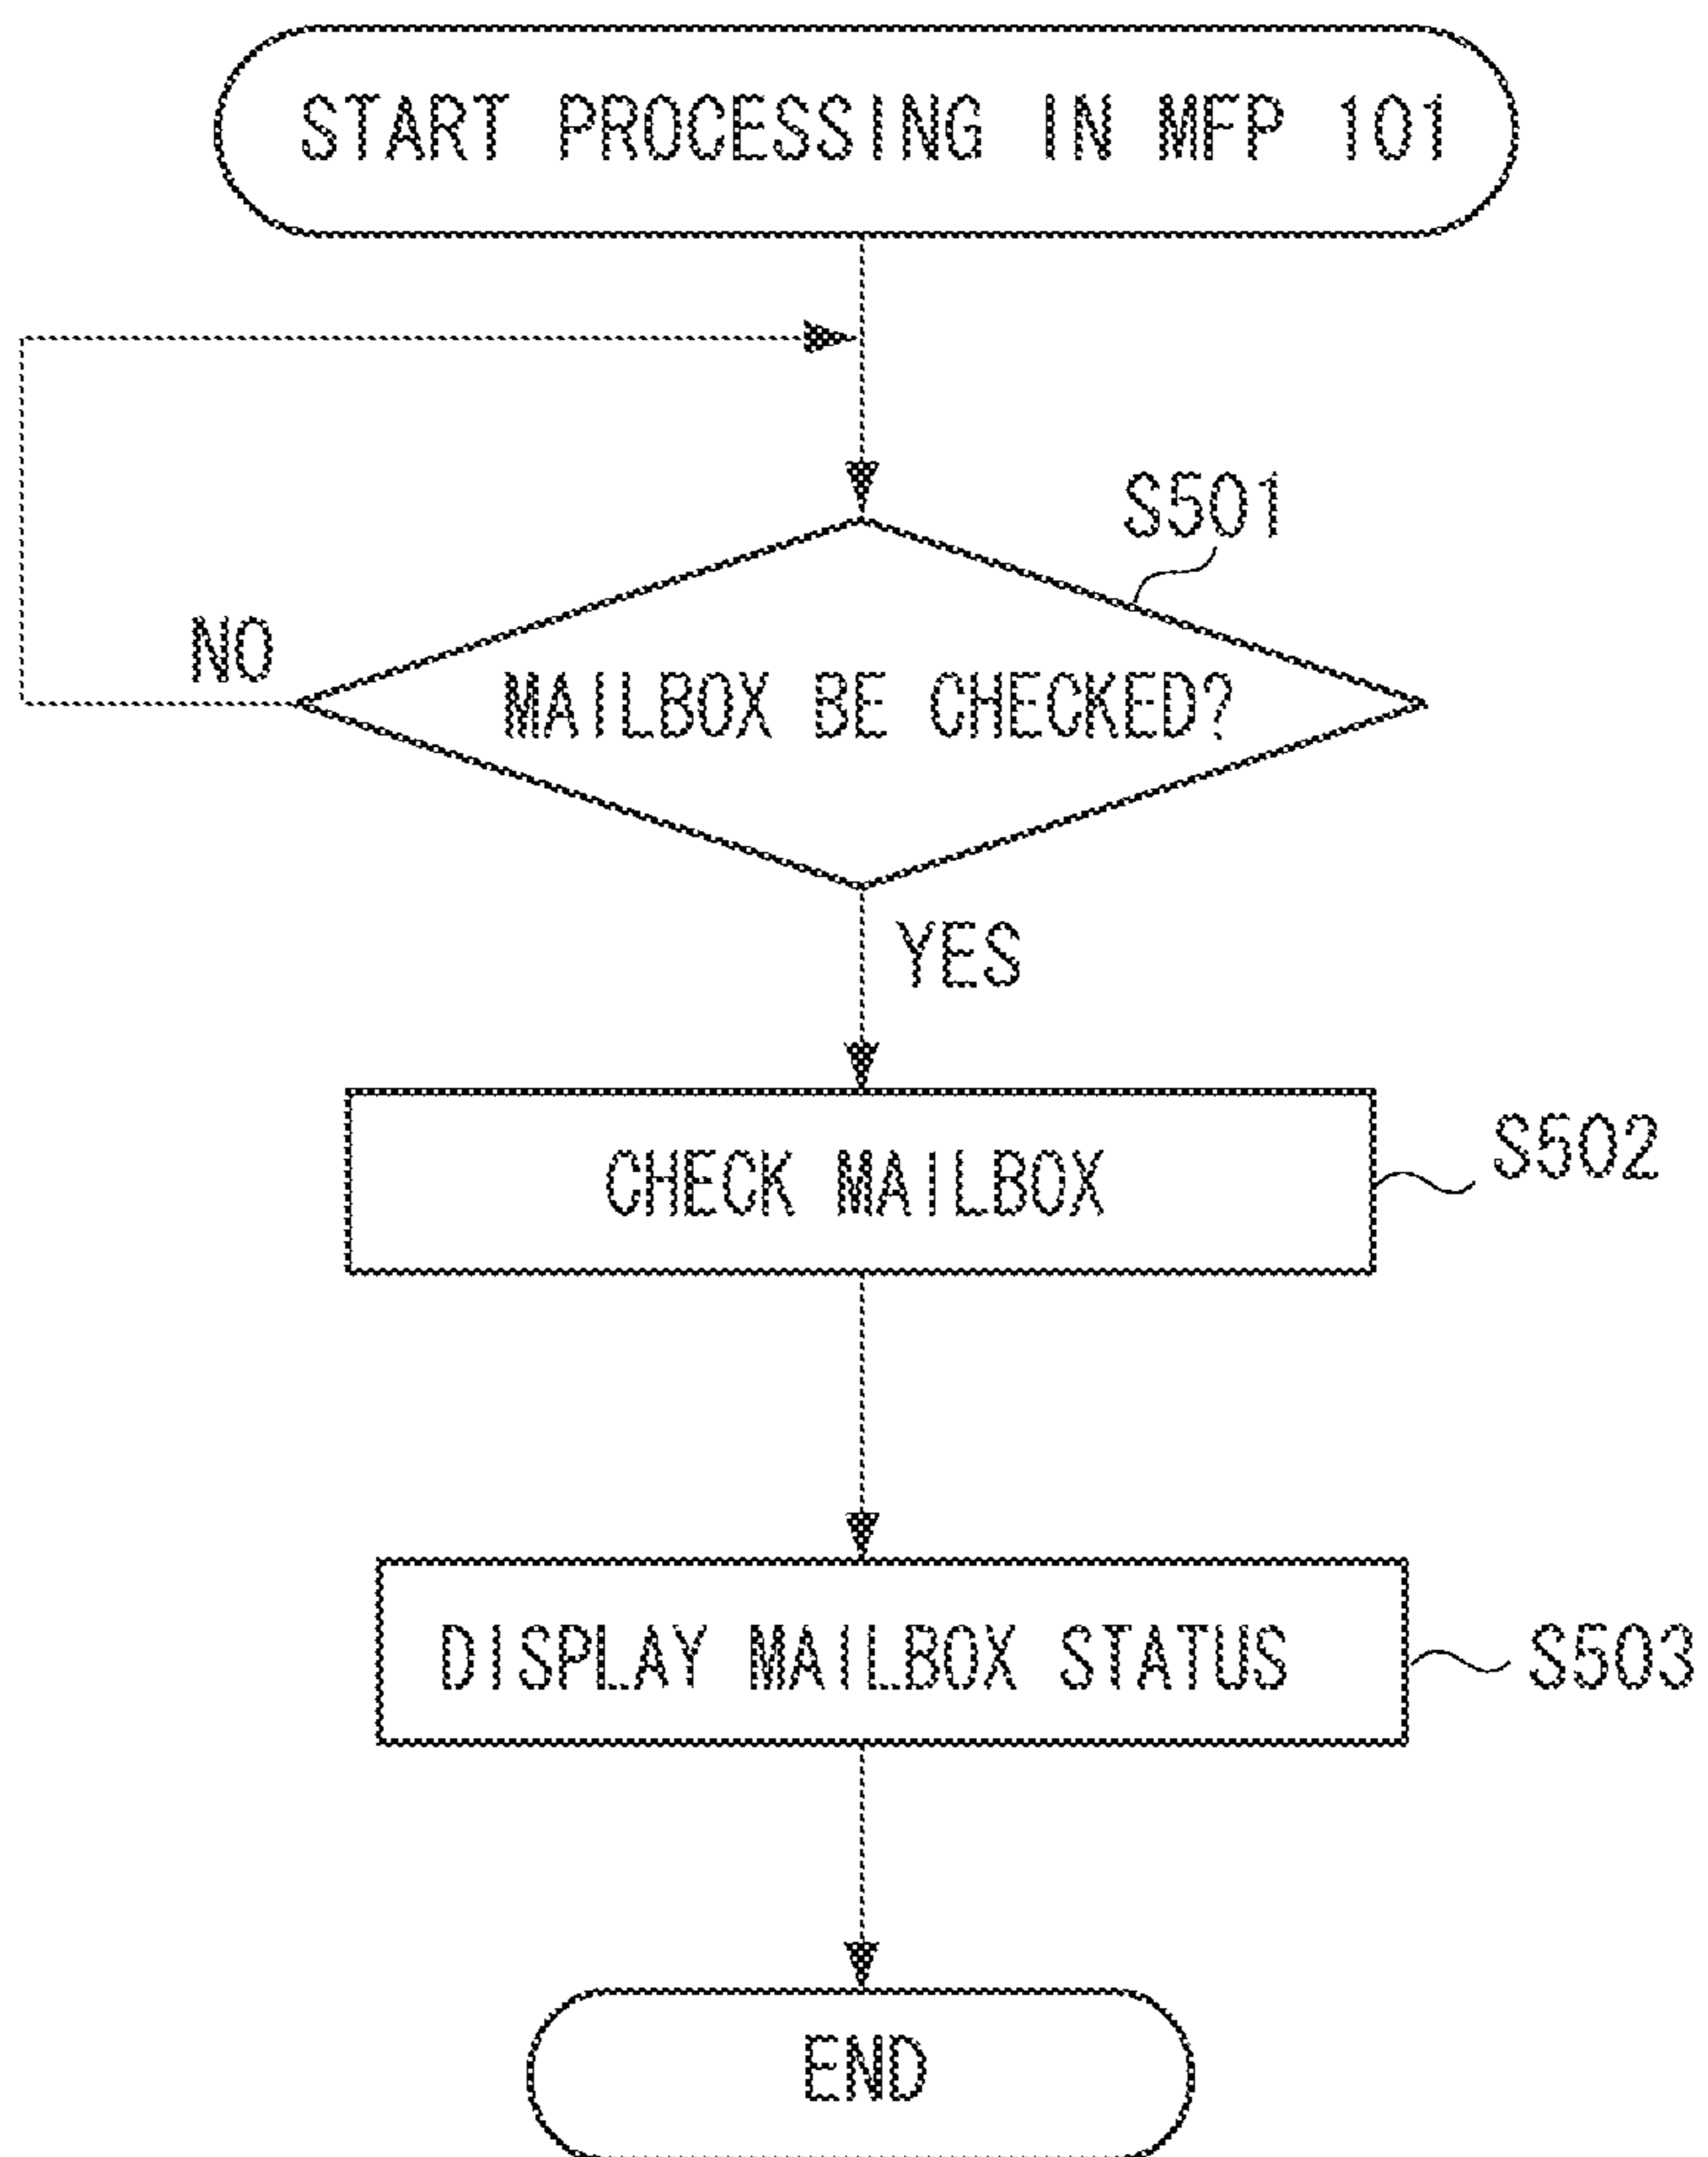 START PROCESSING IN MFP 101
S501
NO
MAILBOX BE CHECKED?
YES
CHECK MAILBOX
S502
DISPLAY MAILBOX STATUS
S503
END